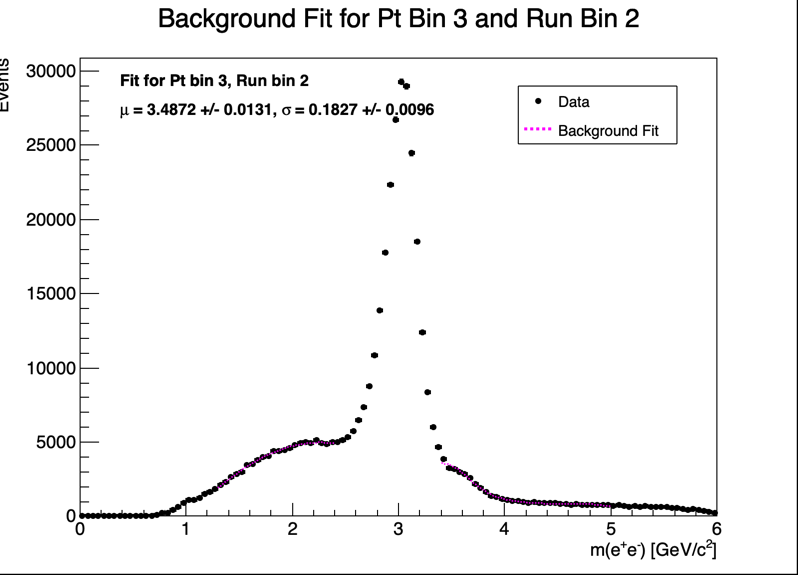 Background Fit for Pt Bin 3 and Run Bin 2
Events
30000
25000
20000
15000
10000
5000
0
Fit for Pt bin 3, Run bin 2
μ = 3.4872 +/- 0.0131, σ = 0.1827 +/- 0.0096
Data
Background Fit
0 1 2 3 4 5 6
m(e⁺e⁻) [GeV/c²]